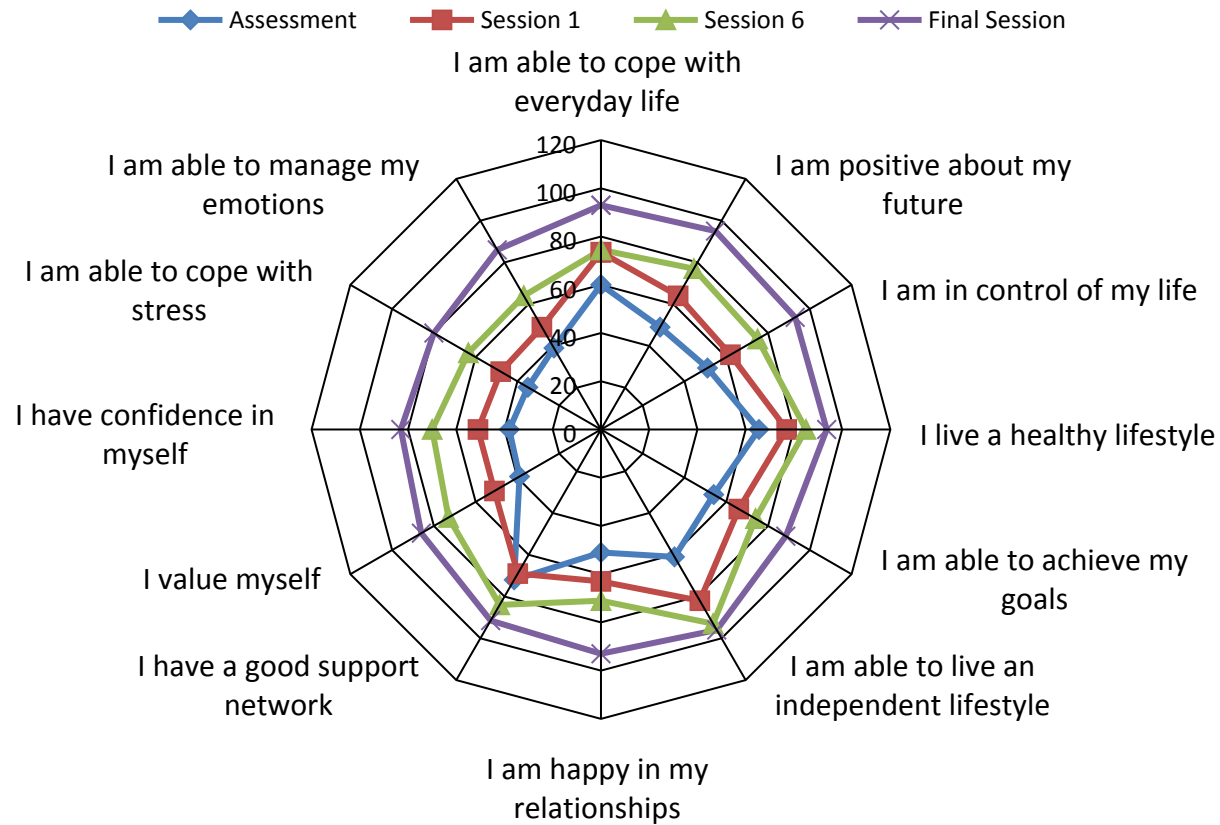 Assessment
Session 1
Session 6
Final Session
I am able to cope with
everyday life
I am positive about my
future
I am in control of my life
I live a healthy lifestyle
I am able to achieve my
goals
I am able to live an
independent lifestyle
I am happy in my
relationships
I have a good support
network
I value myself
I have confidence in
myself
I am able to cope with
stress
I am able to manage my
emotions
120
100
80
60
40
20
0